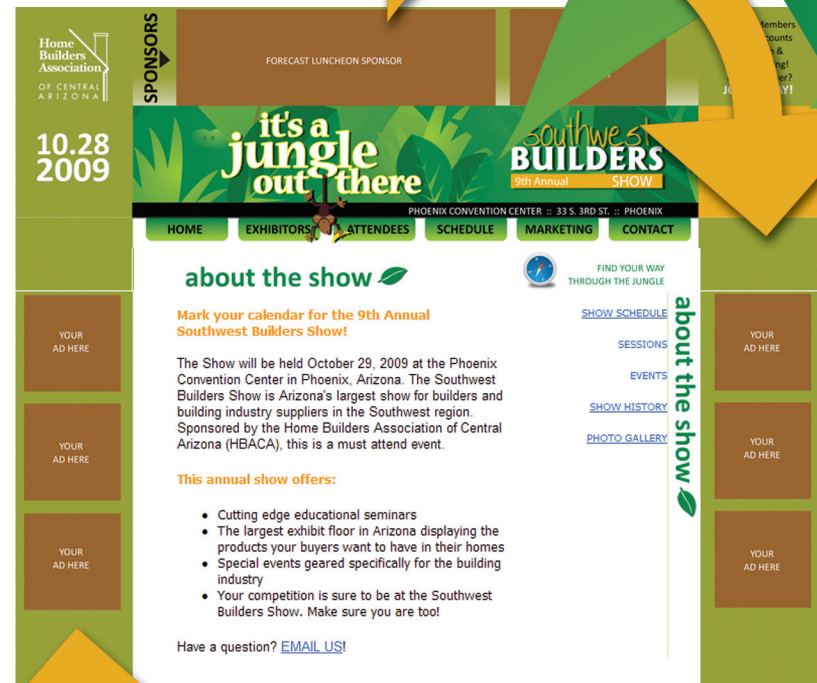 Home
Builders
Association
OF CENTRAL
ARIZONA
SPONSORS
FORECAST LUNCHEON SPONSOR
Members
10.28
2009
it's a
jungle
out there
southwest
BUILDERS
9th Annual SHOW
PHOENIX CONVENTION CENTER :: 33 S. 3RD ST. :: PHOENIX
HOME EXHIBITORS ATTENDEES SCHEDULE MARKETING CONTACT
about the show
FIND YOUR WAY
THROUGH THE JUNGLE
Mark your calendar for the 9th Annual
Southwest Builders Show!
The Show will be held October 29, 2009 at the Phoenix
Convention Center in Phoenix, Arizona. The Southwest
Builders Show is Arizona's largest show for builders and
building industry suppliers in the Southwest region.
Sponsored by the Home Builders Association of Central
Arizona (HBACA), this is a must attend event.
This annual show offers:
• Cutting edge educational seminars
• The largest exhibit floor in Arizona displaying the
products your buyers want to have in their homes
• Special events geared specifically for the building
industry
• Your competition is sure to be at the Southwest
Builders Show. Make sure you are too!
Have a question? EMAIL US!
SHOW SCHEDULE
SESSIONS
EVENTS
SHOW HISTORY
PHOTO GALLERY
about the show
YOUR
AD HERE
YOUR
AD HERE
YOUR
AD HERE
YOUR
AD HERE
YOUR
AD HERE
YOUR
AD HERE